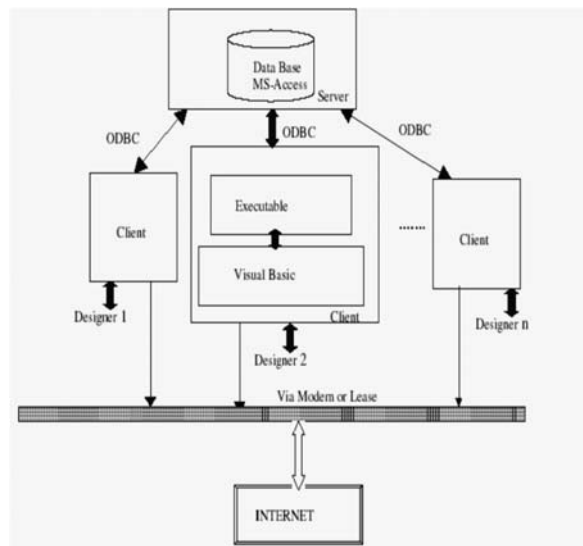 Data Base
MS-Access
Server
ODBC
ODBC
ODBC
Client
Executable
Visual Basic
Client
.......
Client
Designer 1
Designer 2
Designer n
Via Modem or Lease
INTERNET